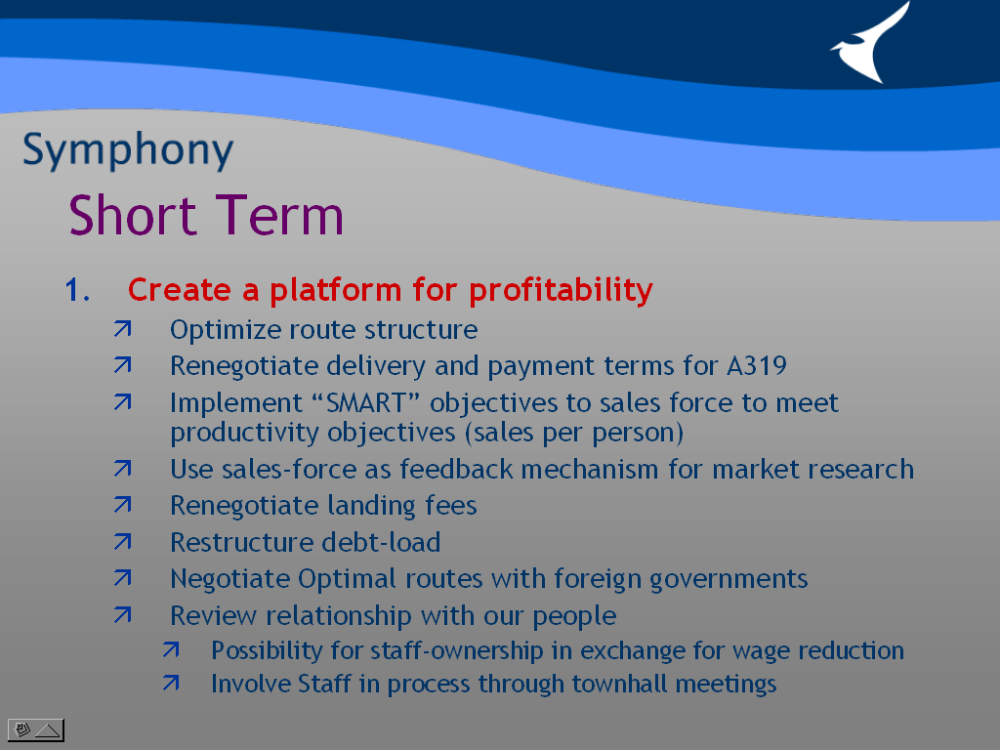 Symphony
Short Term
1. Create a platform for profitability
Optimize route structure
Renegotiate delivery and payment terms for A319
Implement “SMART” objectives to sales force to meet
productivity objectives (sales per person)
Use sales-force as feedback mechanism for market research
Renegotiate landing fees
Restructure debt-load
Negotiate Optimal routes with foreign governments
Review relationship with our people
Possibility for staff-ownership in exchange for wage reduction
Involve Staff in process through townhall meetings